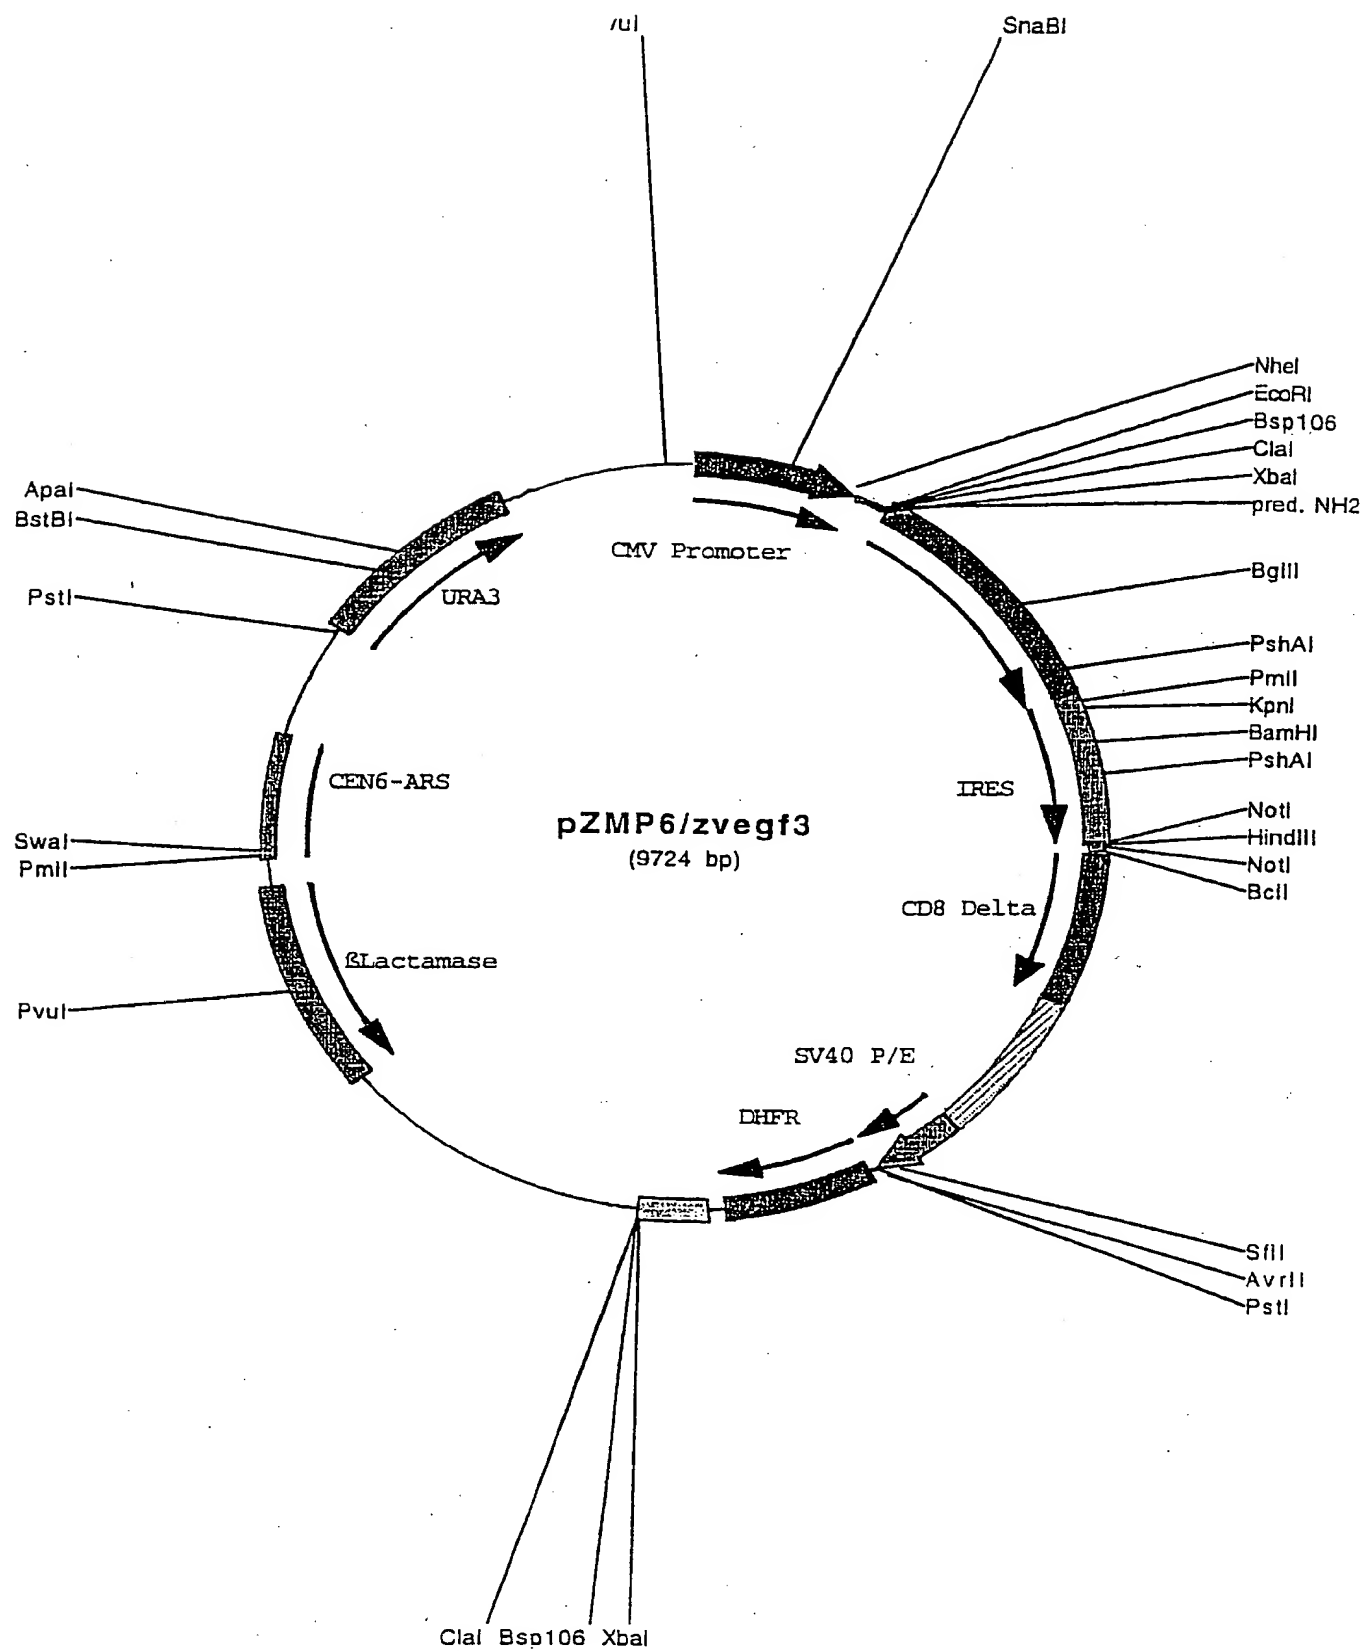 SnaBI
NheI
EcoRI
Bsp106
ClaI
XbaI
pred. NH2
ApaI
BstBI
PstI
CMV Promoter
URA3
BglII
PshAI
PmlI
KpnI
BamHI
PshAI
CEN6-ARS
IRES
pZMP6/zvegf3
(9724 bp)
NotI
HindIII
NotI
BclI
SwaI
PmlI
CD8 Delta
ßLactamase
PvuI
SV40 P/E
DHFR
SfiI
AvrII
PstI
ClaI Bsp106 XbaI